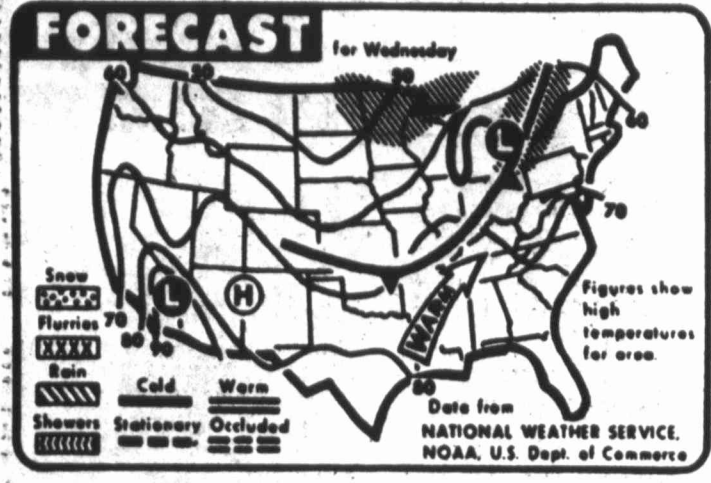 FORECAST
for Wednesday
60
50
50
L
60
70
Snow
L
H
Flurries
70
80
90
Rain
WARM
Figures show
high
temperatures
for area.
Cold
Warm
80
Showers
Stationary
Occluded
Data from
NATIONAL WEATHER SERVICE,
NOAA, U.S. Dept. of Commerce